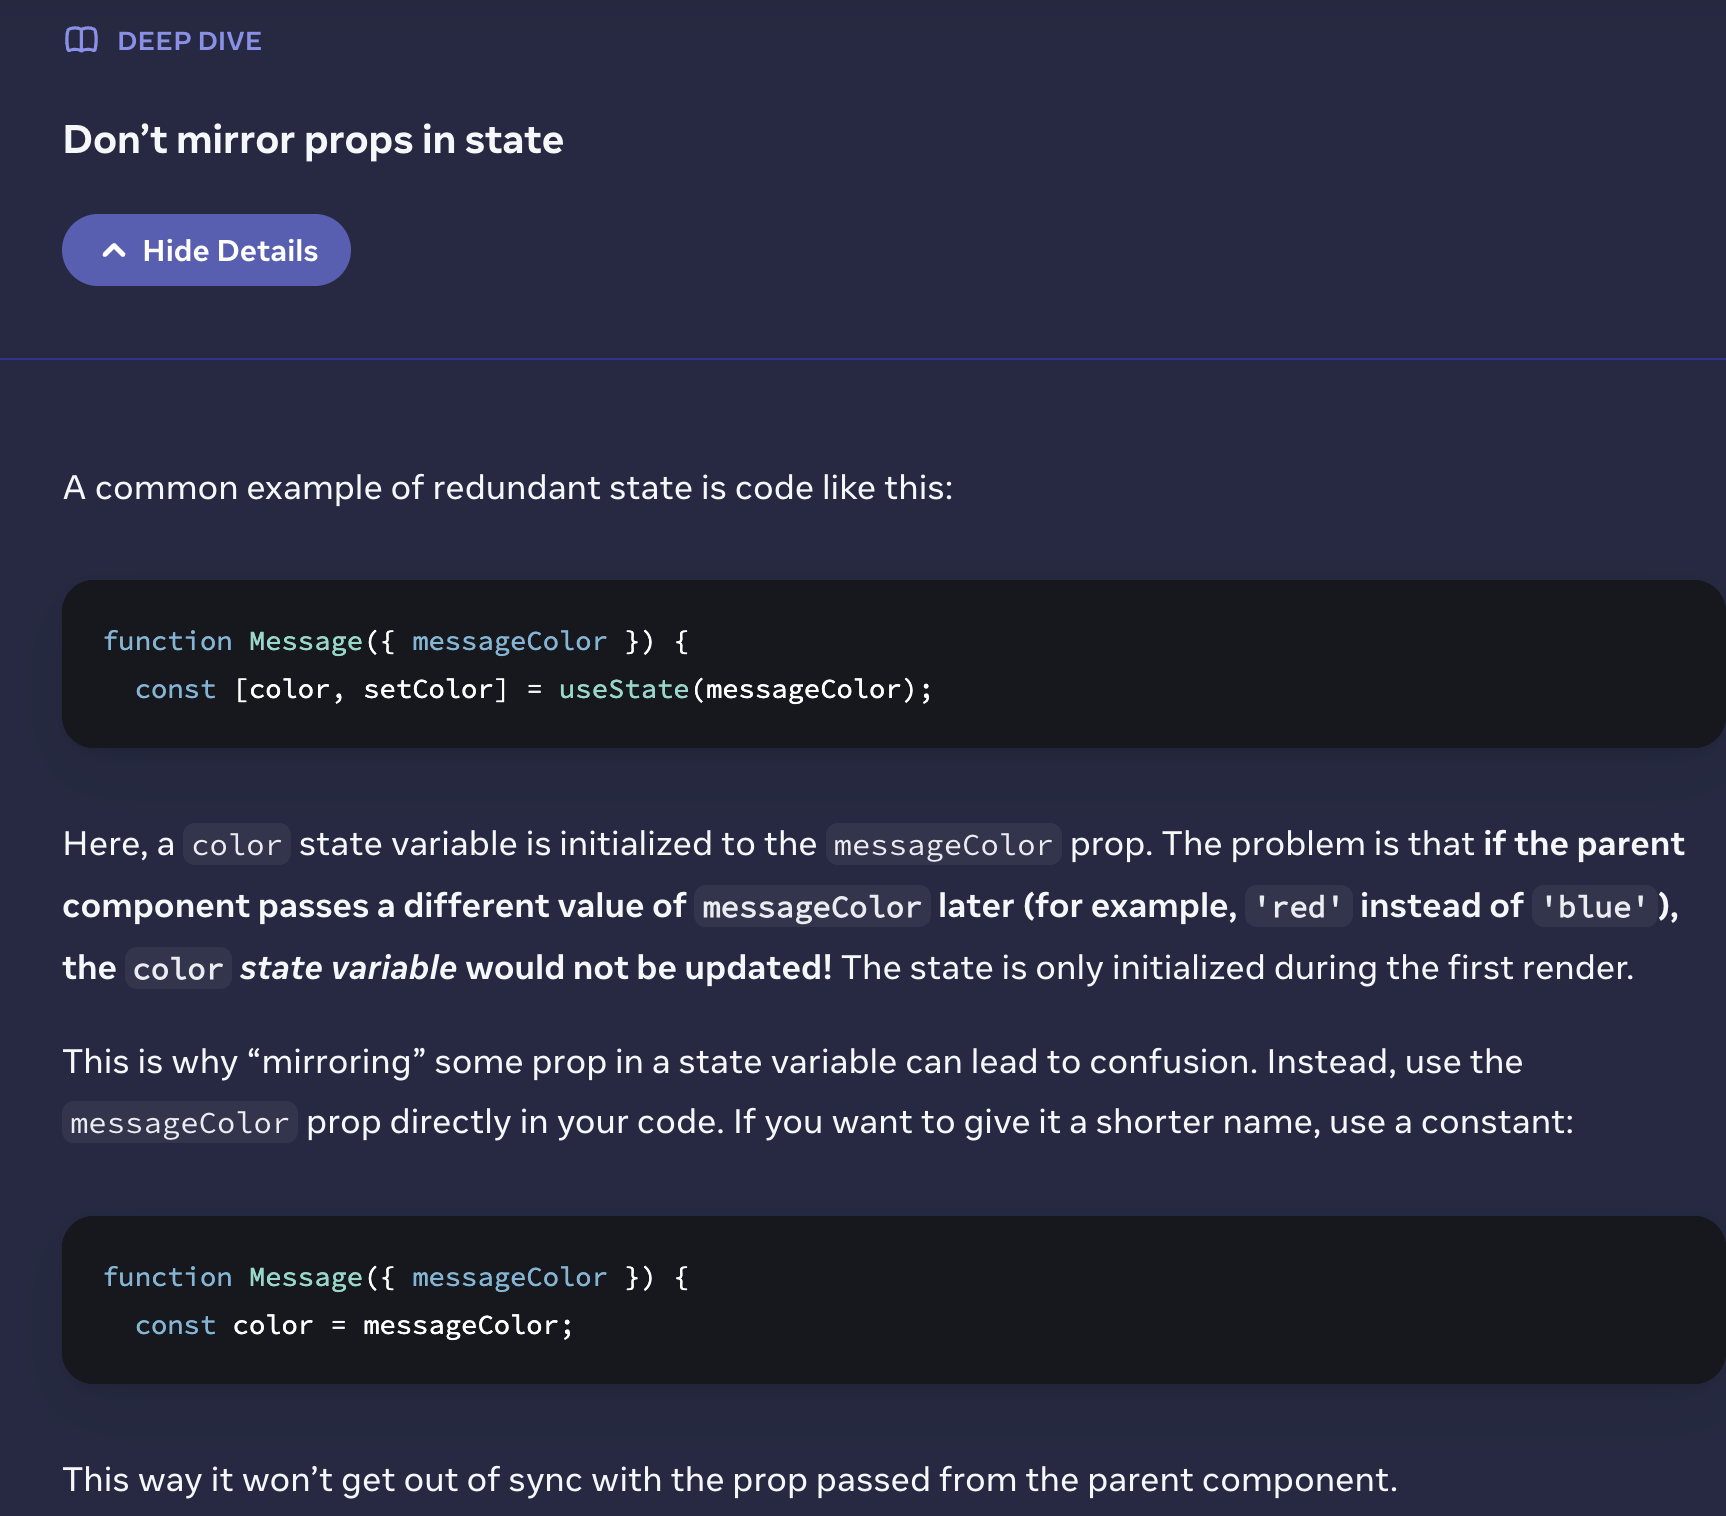 DEEP DIVE
Don’t mirror props in state
Hide Details
A common example of redundant state is code like this:
function Message({ messageColor }) {
  const [color, setColor] = useState(messageColor);
Here, a color state variable is initialized to the messageColor prop. The problem is that if the parent
component passes a different value of messageColor later (for example, 'red' instead of 'blue'),
the color state variable would not be updated! The state is only initialized during the first render.
This is why “mirroring” some prop in a state variable can lead to confusion. Instead, use the
messageColor prop directly in your code. If you want to give it a shorter name, use a constant:
function Message({ messageColor }) {
  const color = messageColor;
This way it won’t get out of sync with the prop passed from the parent component.